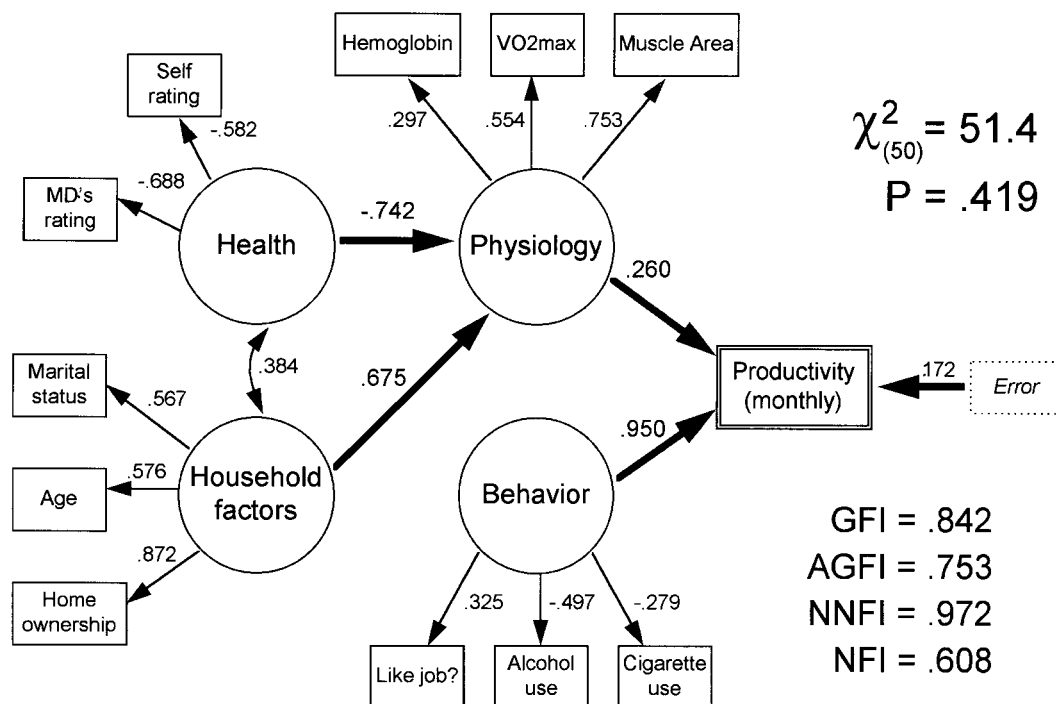 Hemoglobin
VO2max
Muscle Area
Self
rating
-.582
.297
.554
.753
χ²(50) = 51.4
P = .419
MD's
rating
-.688
Health
-.742
Physiology
.260
Marital
status
.567
.384
.675
Productivity
(monthly)
.172
Error
.950
Age
.576
Household
factors
Behavior
.872
Home
ownership
GFI = .842
AGFI = .753
NNFI = .972
NFI = .608
.325
-.497
-.279
Like job?
Alcohol
use
Cigarette
use